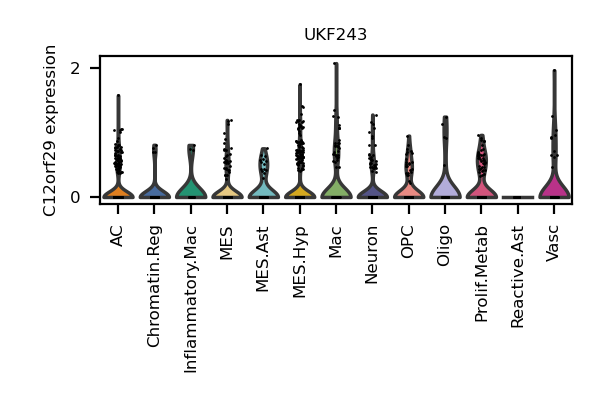 UKF243
C12orf29 expression
2
0
AC
Chromatin.Reg
Inflammatory.Mac
MES
MES.Ast
MES.Hyp
Mac
Neuron
OPC
Oligo
Prolif.Metab
Reactive.Ast
Vasc